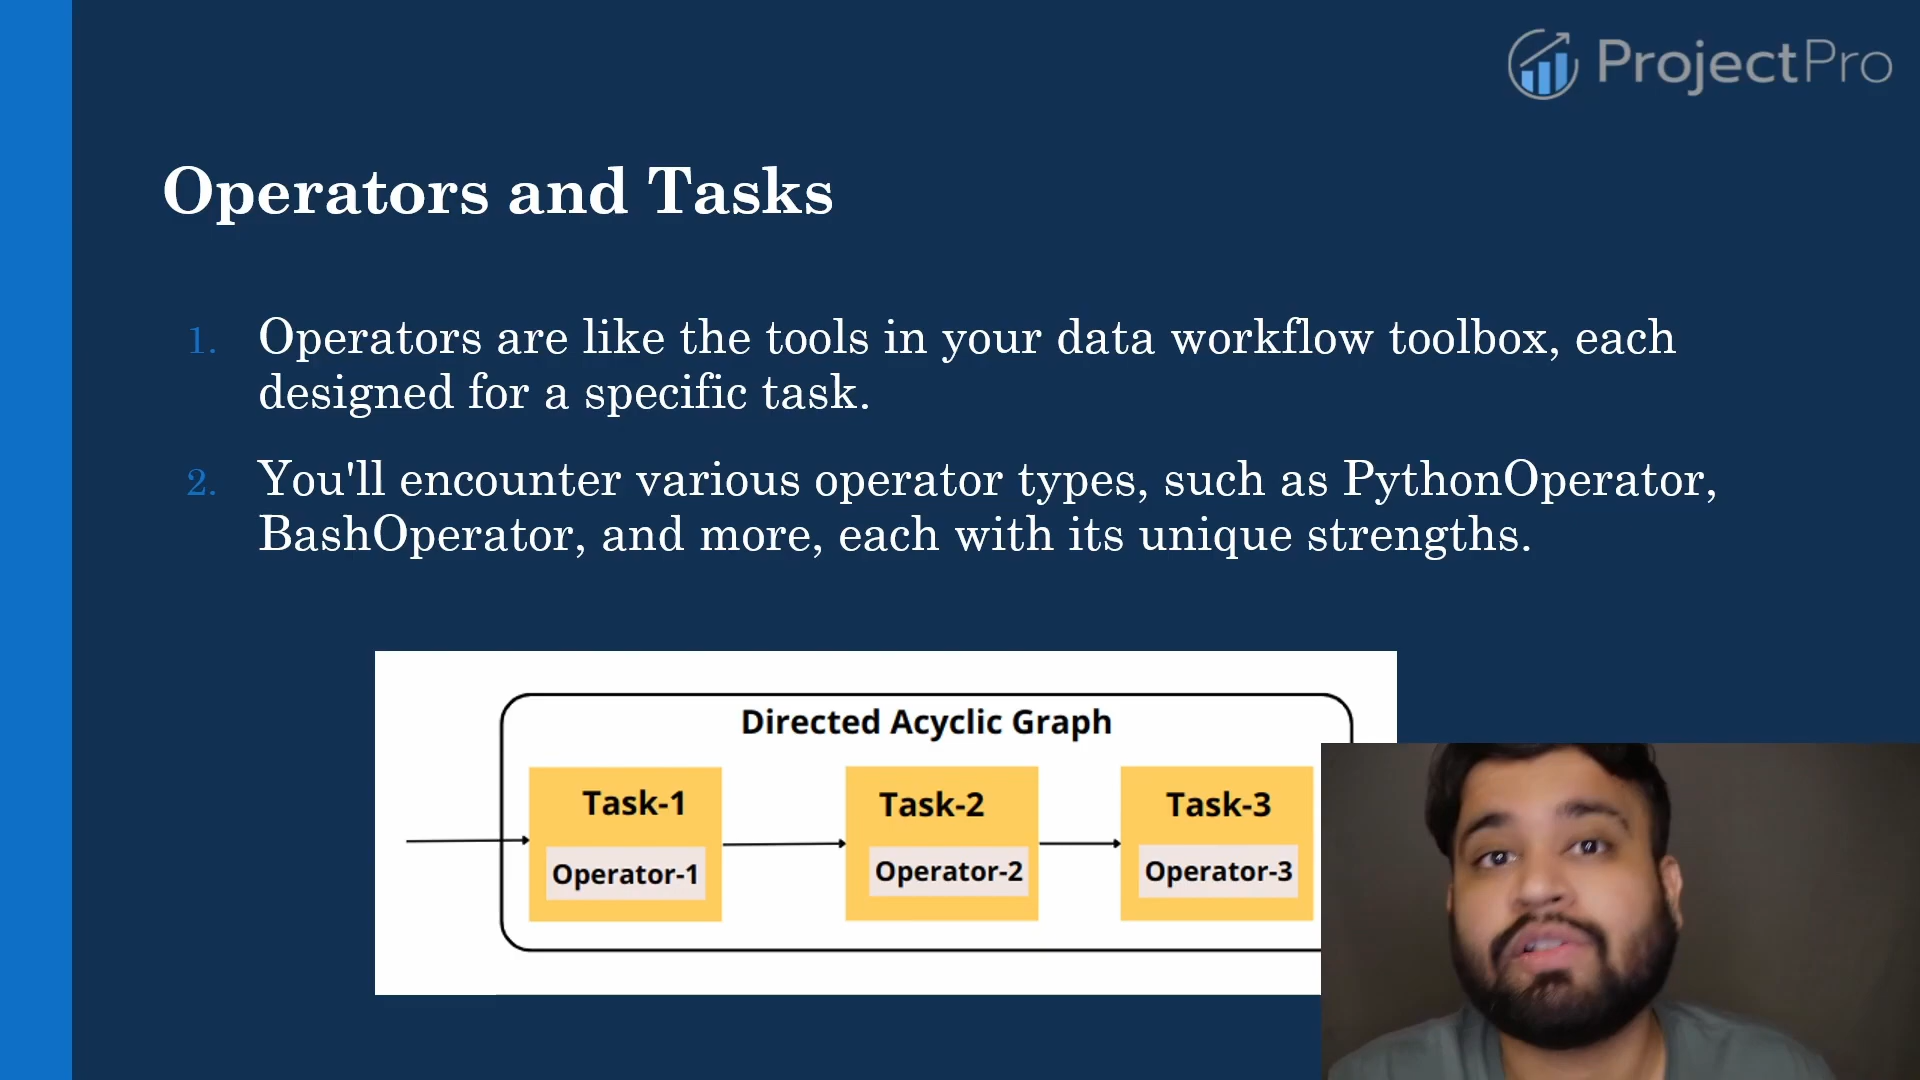 ProjectPro
Operators and Tasks
1. Operators are like the tools in your data workflow toolbox, each
designed for a specific task.
2. You'll encounter various operator types, such as PythonOperator,
BashOperator, and more, each with its unique strengths.
Directed Acyclic Graph
Task-1
Operator-1
Task-2
Operator-2
Task-3
Operator-3